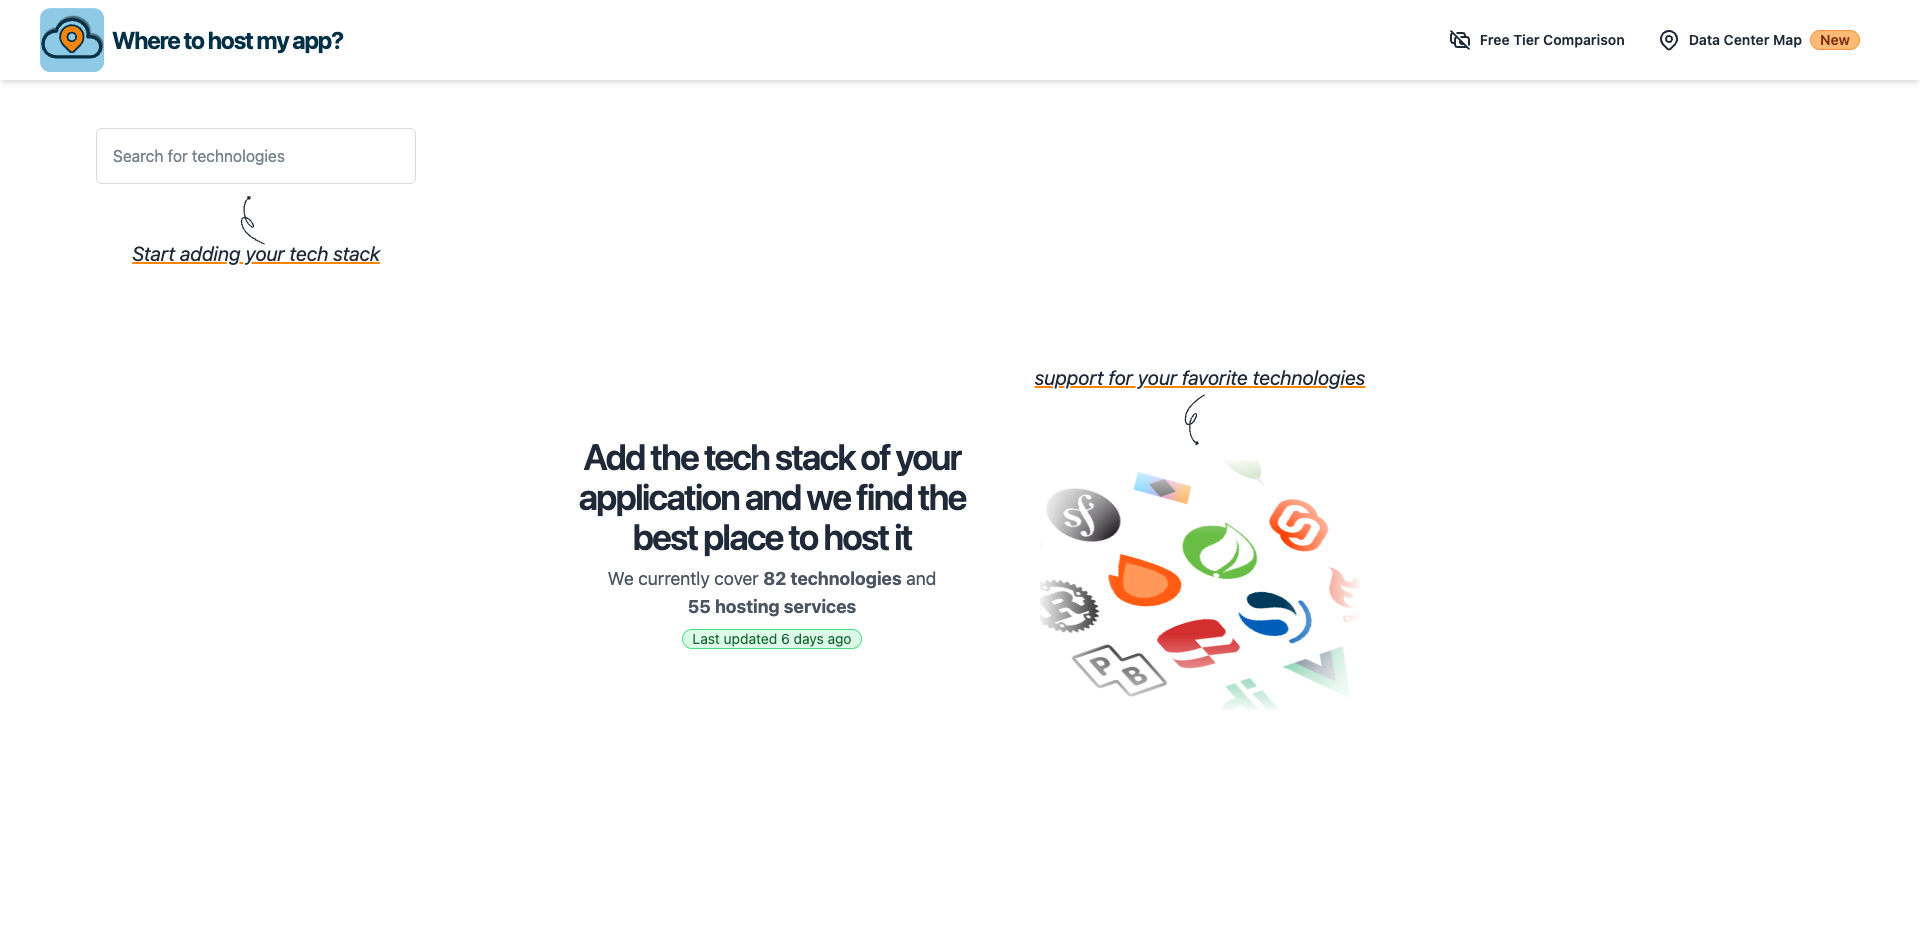 Where to host my app?
Free Tier Comparison
Data Center Map New
Search for technologies
Start adding your tech stack
support for your favorite technologies
Add the tech stack of your
application and we find the
best place to host it
We currently cover 82 technologies and
55 hosting services
Last updated 6 days ago
sf
R
P B